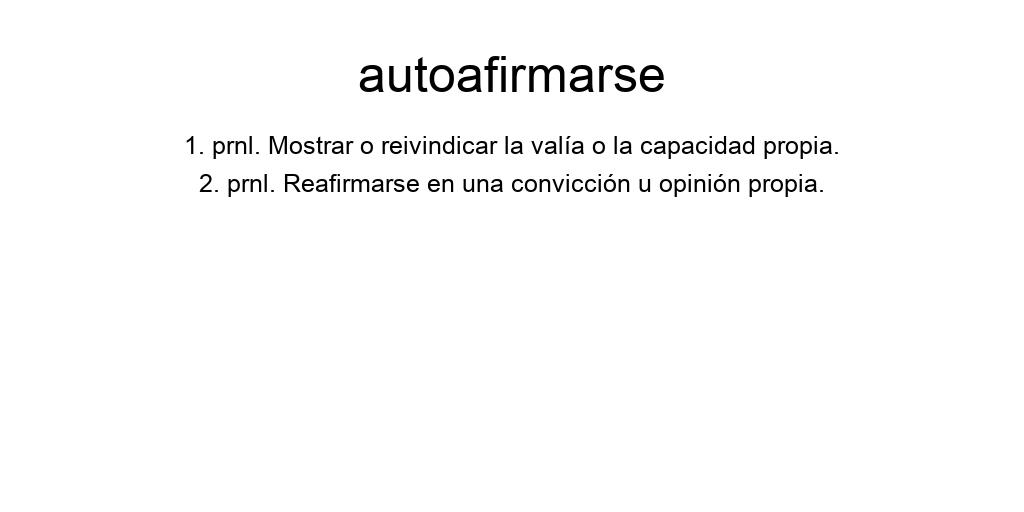 autoafirmarse
1. prnl. Mostrar o reivindicar la valía o la capacidad propia.
2. prnl. Reafirmarse en una convicción u opinión propia.